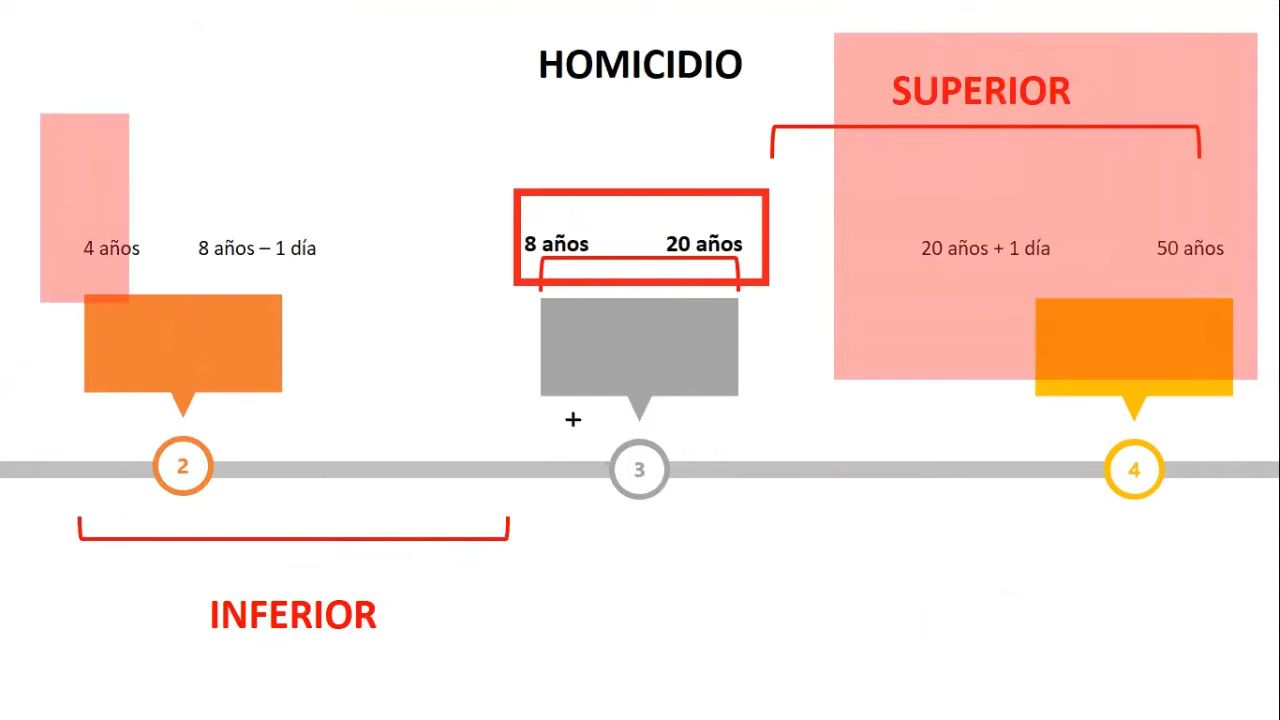 HOMICIDIO
SUPERIOR
4 años
8 años – 1 día
8 años
20 años
20 años + 1 día
50 años
+
2
3
4
INFERIOR